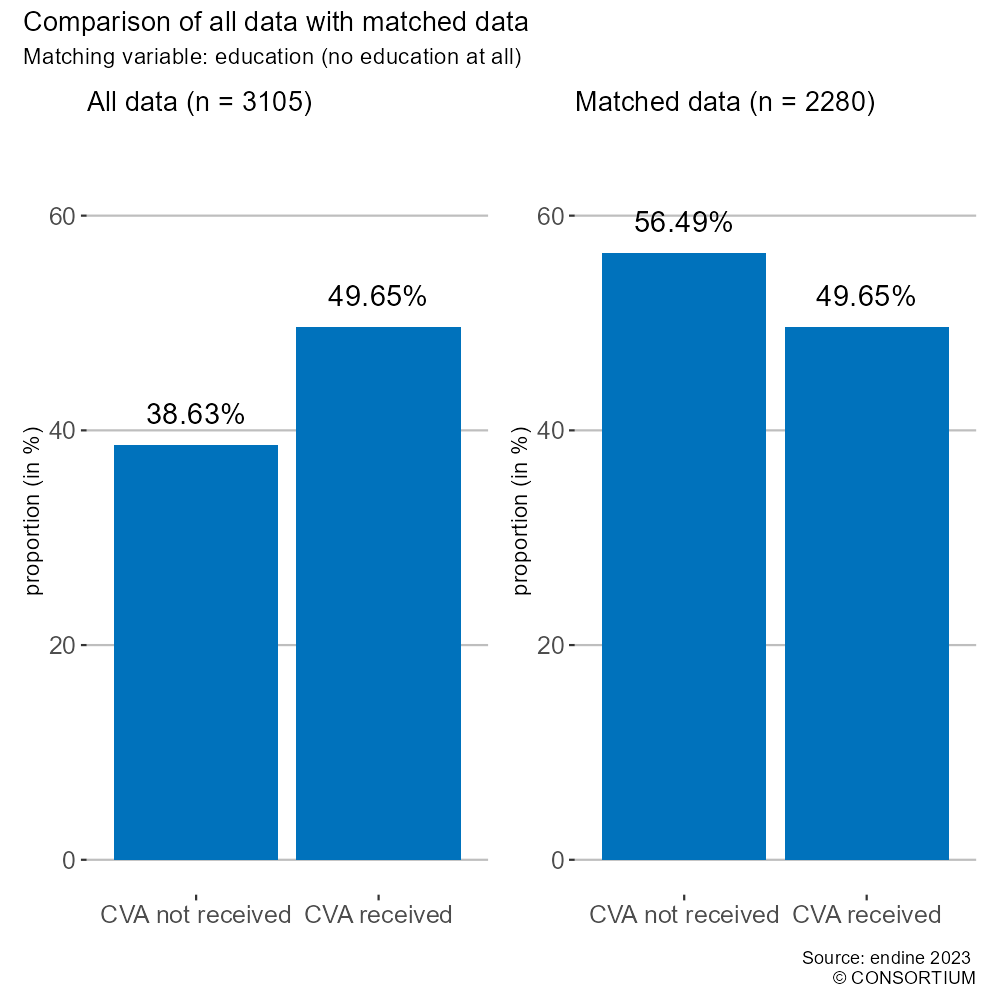 Comparison of all data with matched data
Matching variable: education (no education at all)
All data (n = 3105)
60
40
20
0
proportion (in %)
38.63%
49.65%
CVA not received
CVA received
Matched data (n = 2280)
60
40
20
0
proportion (in %)
56.49%
49.65%
CVA not received
CVA received
Source: endine 2023
© CONSORTIUM